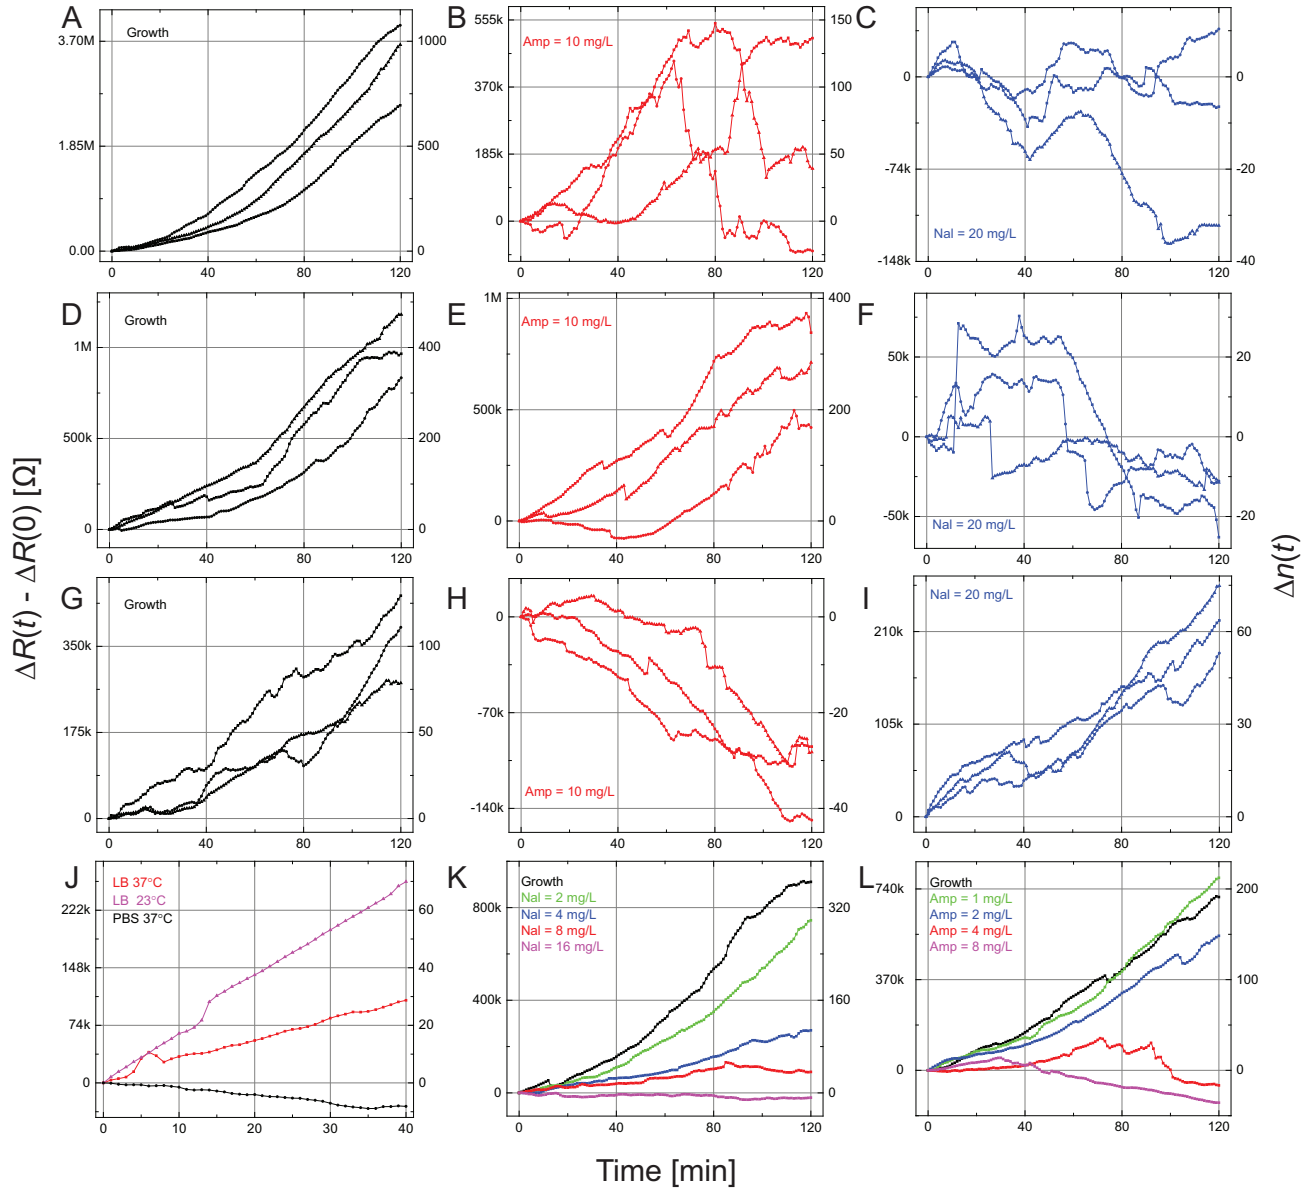 A
Growth
3.70M
1.85M
0.00
1000
500
0
0 40 80 120
B
Amp = 10 mg/L
555k
370k
185k
0
150
100
50
0
0 40 80 120
C
Nal = 20 mg/L
0
-74k
-148k
0
-20
-40
0 40 80 120
D
Growth
1M
500k
0
400
200
0
0 40 80 120
E
Amp = 10 mg/L
1M
500k
0
400
200
0
0 40 80 120
F
Nal = 20 mg/L
50k
0
-50k
20
0
-20
0 40 80 120
G
Growth
350k
175k
0
100
50
0
0 40 80 120
H
Amp = 10 mg/L
0
-70k
-140k
0
-20
-40
0 40 80 120
I
Nal = 20 mg/L
210k
105k
0
60
30
0
0 40 80 120
J
LB 37°C
LB 23°C
PBS 37°C
222k
148k
74k
0
60
40
20
0
0 10 20 30 40
K
Growth
Nal = 2 mg/L
Nal = 4 mg/L
Nal = 8 mg/L
Nal = 16 mg/L
800k
400k
0
320
160
0
0 40 80 120
L
Growth
Amp = 1 mg/L
Amp = 2 mg/L
Amp = 4 mg/L
Amp = 8 mg/L
740k
370k
0
200
100
0
0 40 80 120
ΔR(t) - ΔR(0) [Ω]
Δn(t)
Time [min]